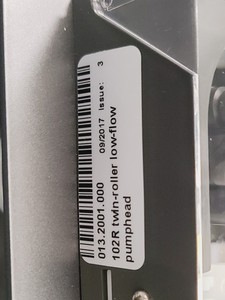 09/2017 Issue: 3
013.2001.000
102R twin-roller low-flow
pumphead